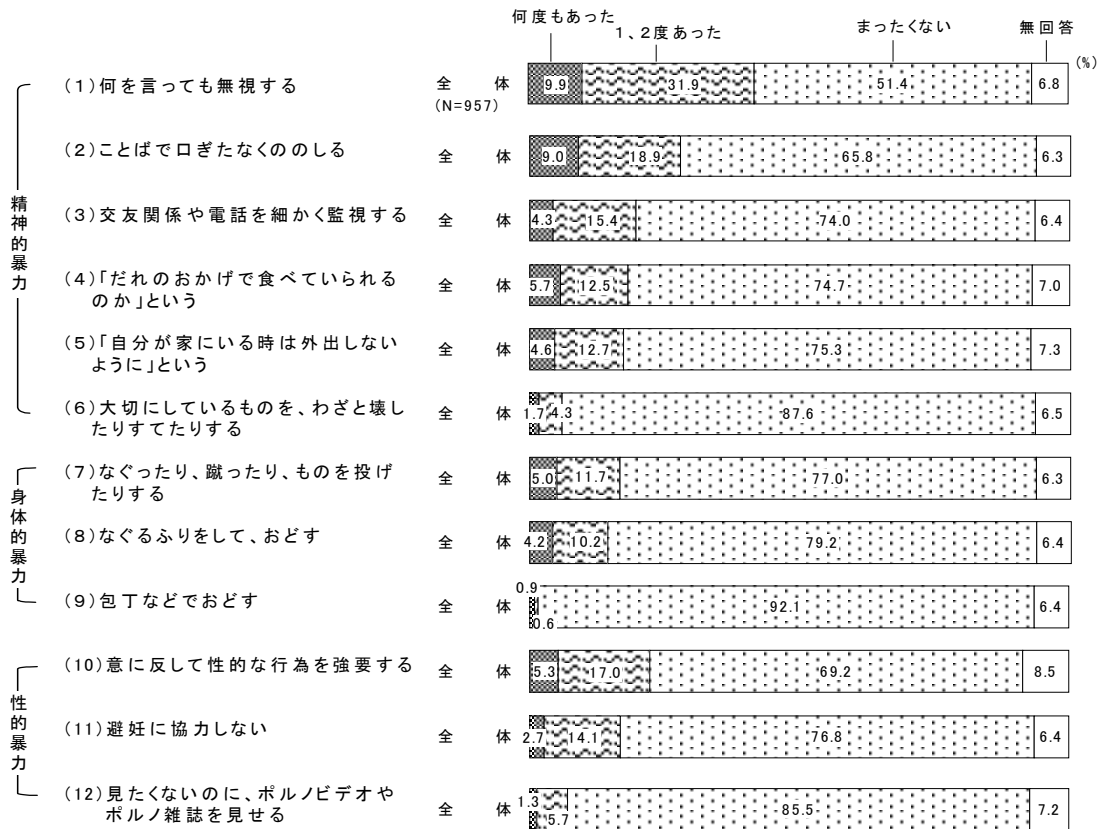 何度もあった
1、2度あった
まったくない
無回答
(%)
精神的暴力
(1)何を言っても無視する
全体
(N=957)
9.9
31.9
51.4
6.8
(2)ことばで口ぎたなくののしる
全体
9.0
18.9
65.8
6.3
(3)交友関係や電話を細かく監視する
全体
4.3
15.4
74.0
6.4
(4)「だれのおかげで食べていられる
のか」という
全体
5.7
12.5
74.7
7.0
(5)「自分が家にいる時は外出しない
ように」という
全体
4.6
12.7
75.3
7.3
(6)大切にしているものを、わざと壊し
たりすてたりする
全体
1.7
4.3
87.6
6.5
身体的暴力
(7)なぐったり、蹴ったり、ものを投げ
たりする
全体
5.0
11.7
77.0
6.3
(8)なぐるふりをして、おどす
全体
4.2
10.2
79.2
6.4
(9)包丁などでおどす
全体
0.9
0.6
92.1
6.4
性的暴力
(10)意に反して性的な行為を強要する
全体
5.3
17.0
69.2
8.5
(11)避妊に協力しない
全体
2.7
14.1
76.8
6.4
(12)見たくないのに、ポルノビデオや
ポルノ雑誌を見せる
全体
1.3
5.7
85.5
7.2